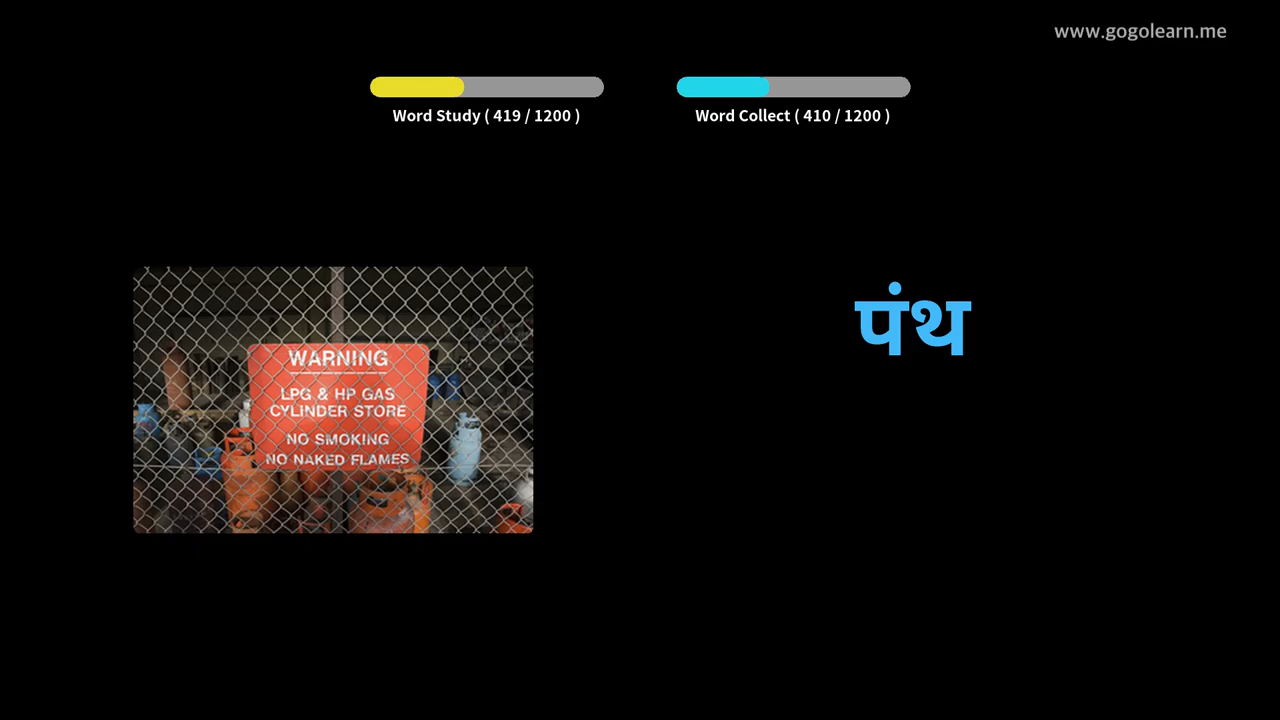 www.gogolearn.me
Word Study ( 419 / 1200 )
Word Collect ( 410 / 1200 )
पंथ
WARNING
LPG & HP GAS
CYLINDER STORE
NO SMOKING
NO NAKED FLAMES